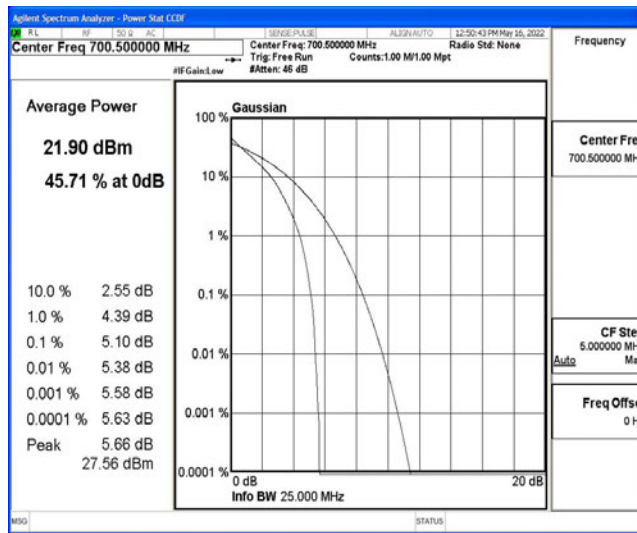 Agilent Spectrum Analyzer - Power Stat CCDF
RL RF 50 Ω AC SENSE:PULSE ALIGN AUTO 12:50:43 PM May 16, 2022
Center Freq 700.500000 MHz
Center Freq: 700.500000 MHz Radio Std: None
Trig: Free Run Counts:1.00 M/1.00 Mpt
#IFGain:Low #Atten: 46 dB
Frequency
Average Power
21.90 dBm
45.71 % at 0dB
10.0 % 2.55 dB
1.0 % 4.39 dB
0.1 % 5.10 dB
0.01 % 5.38 dB
0.001 % 5.58 dB
0.0001 % 5.63 dB
Peak 5.66 dB
27.56 dBm
Gaussian
100 %
10 %
1 %
0.1 %
0.01 %
0.001 %
0.0001 %
0 dB 20 dB
Info BW 25.000 MHz
Center Fre
700.500000 MH
CF Ste
5.000000 MH
Auto Ma
Freq Offse
0 H
MSG STATUS